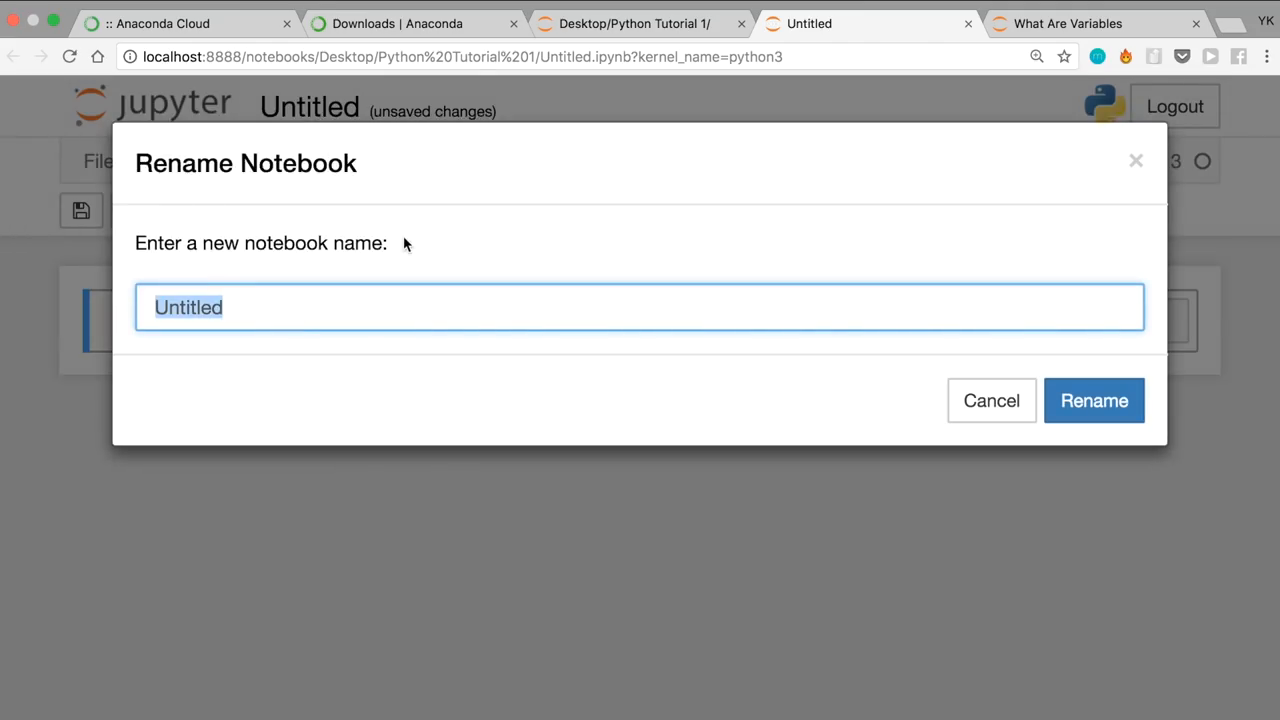 :: Anaconda Cloud
Downloads | Anaconda
Desktop/Python Tutorial 1/
Untitled
What Are Variables
YK
localhost:8888/notebooks/Desktop/Python%20Tutorial%201/Untitled.ipynb?kernel_name=python3
jupyter Untitled (unsaved changes)
Logout
File
3
Rename Notebook
×
Enter a new notebook name:
Untitled
Cancel
Rename